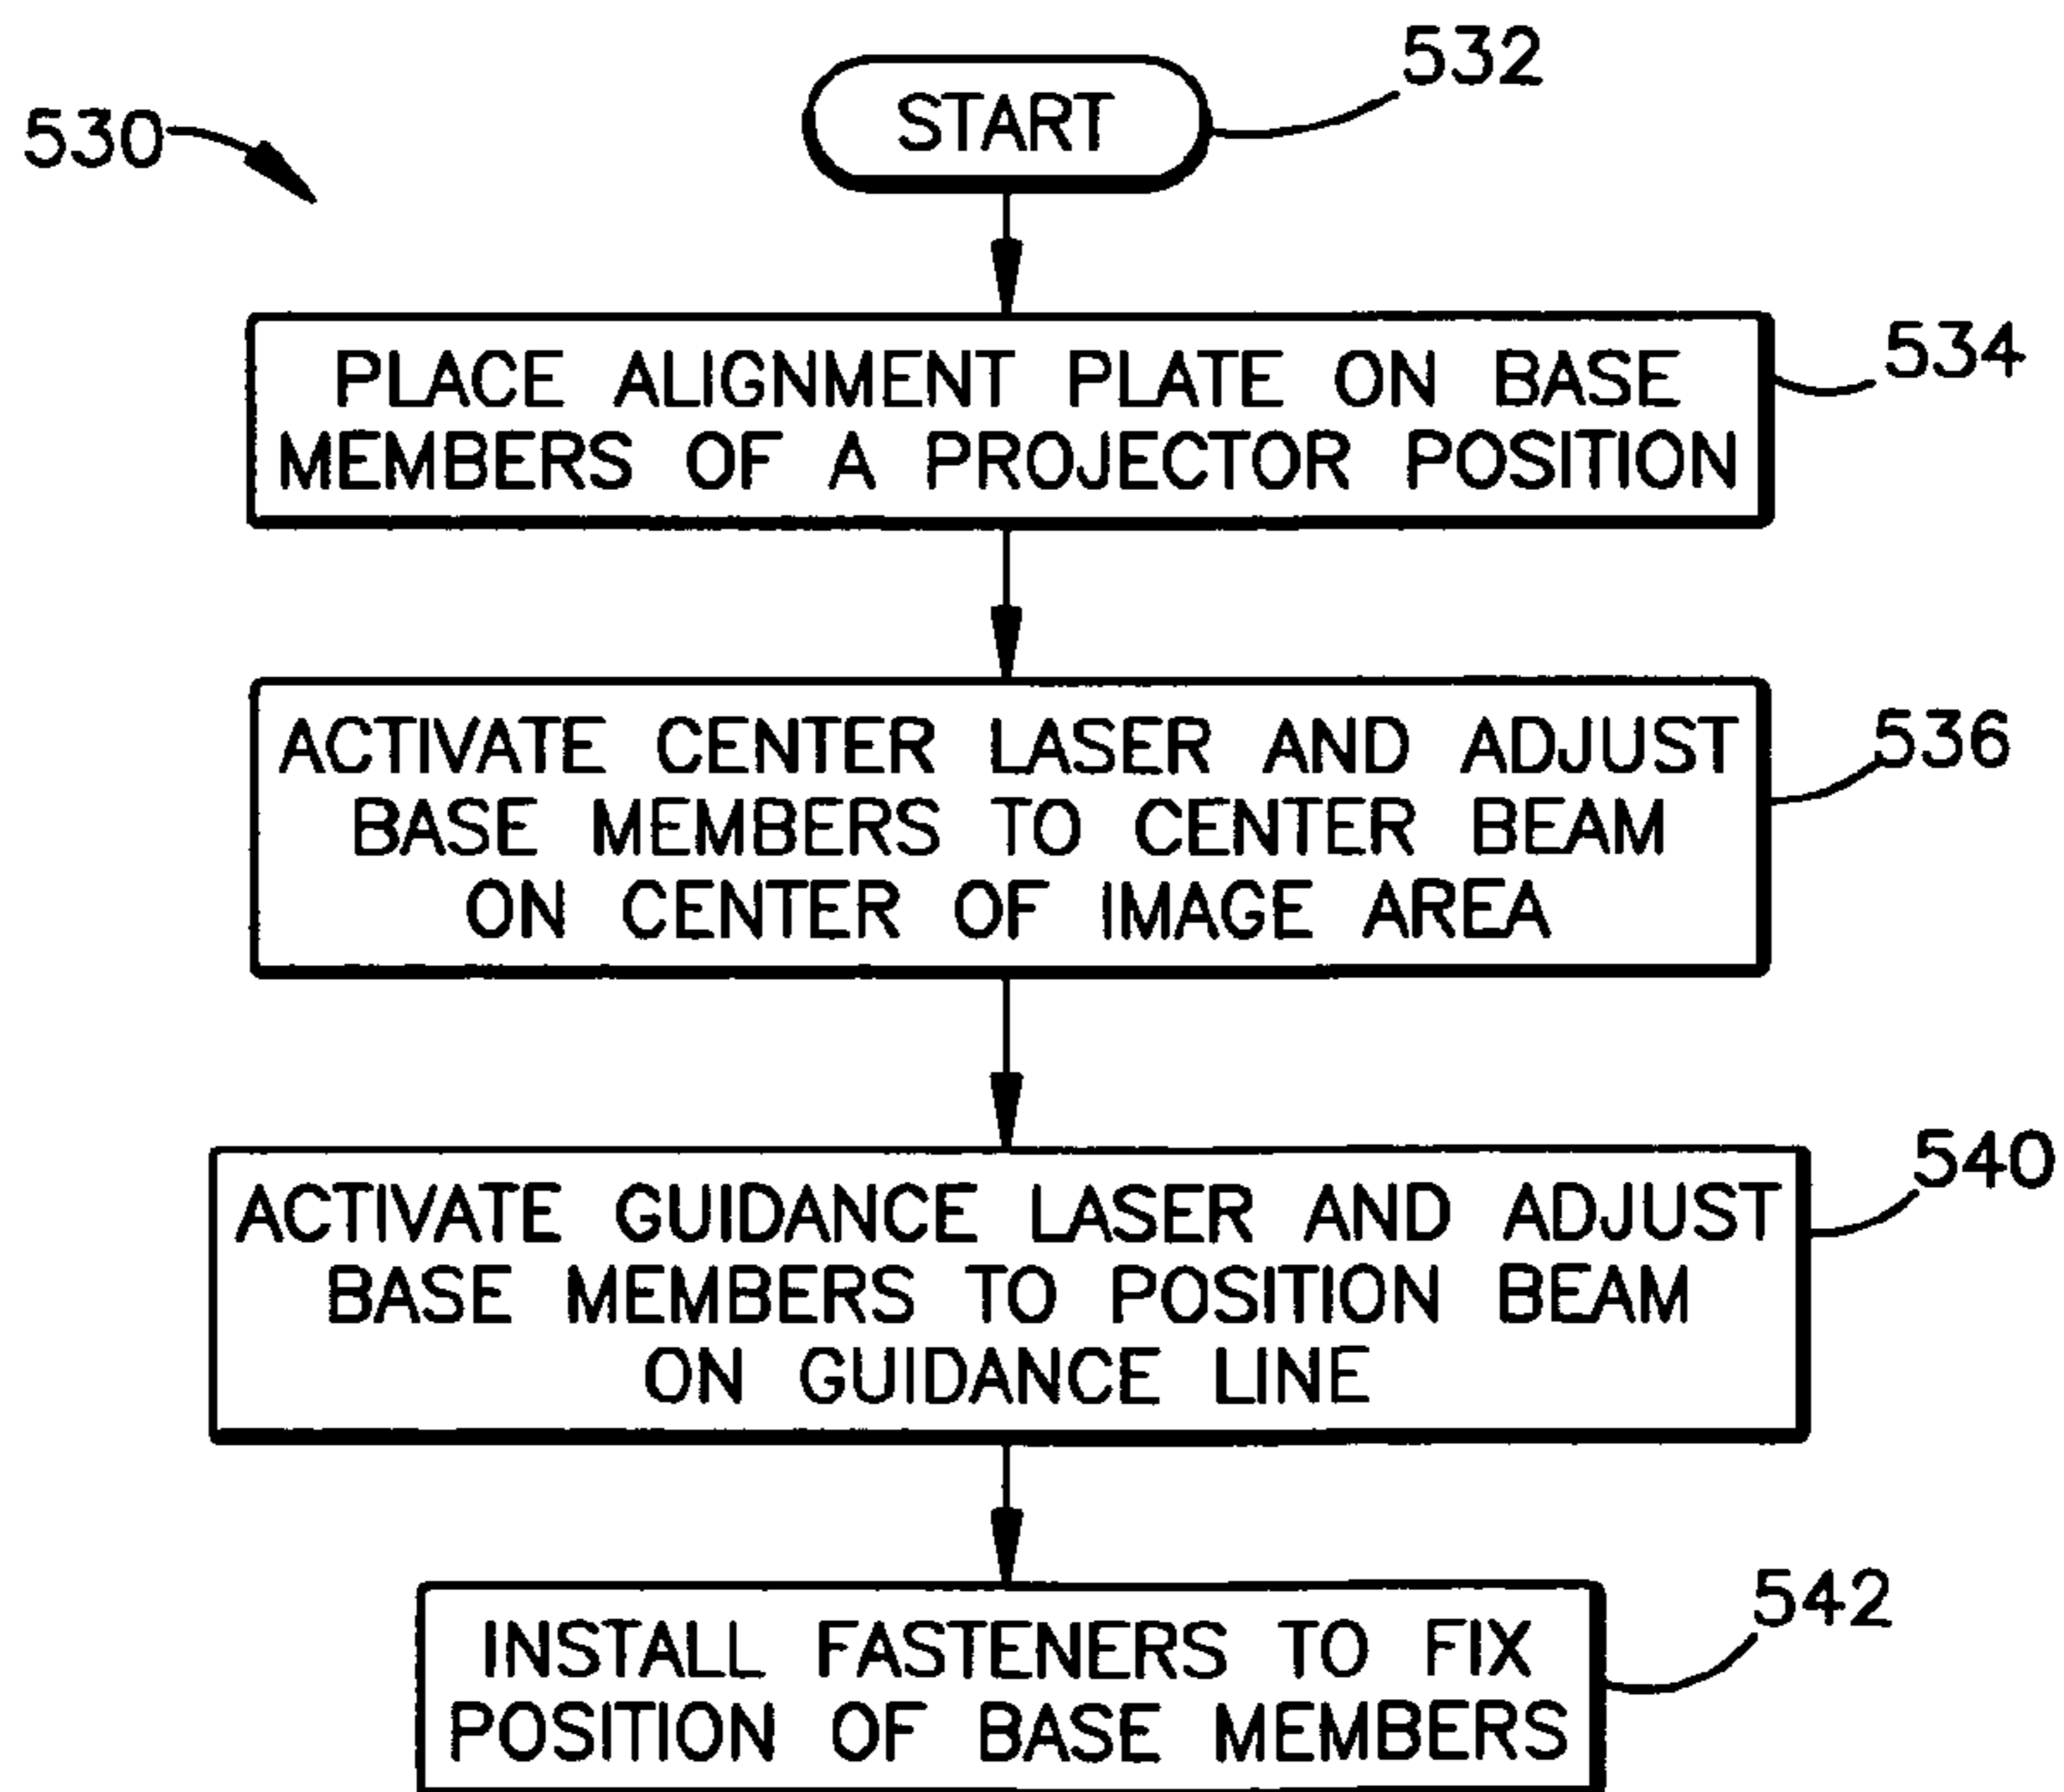 530
START
532
PLACE ALIGNMENT PLATE ON BASE
MEMBERS OF A PROJECTOR POSITION
534
ACTIVATE CENTER LASER AND ADJUST
BASE MEMBERS TO CENTER BEAM
ON CENTER OF IMAGE AREA
536
ACTIVATE GUIDANCE LASER AND ADJUST
BASE MEMBERS TO POSITION BEAM
ON GUIDANCE LINE
540
INSTALL FASTENERS TO FIX
POSITION OF BASE MEMBERS
542